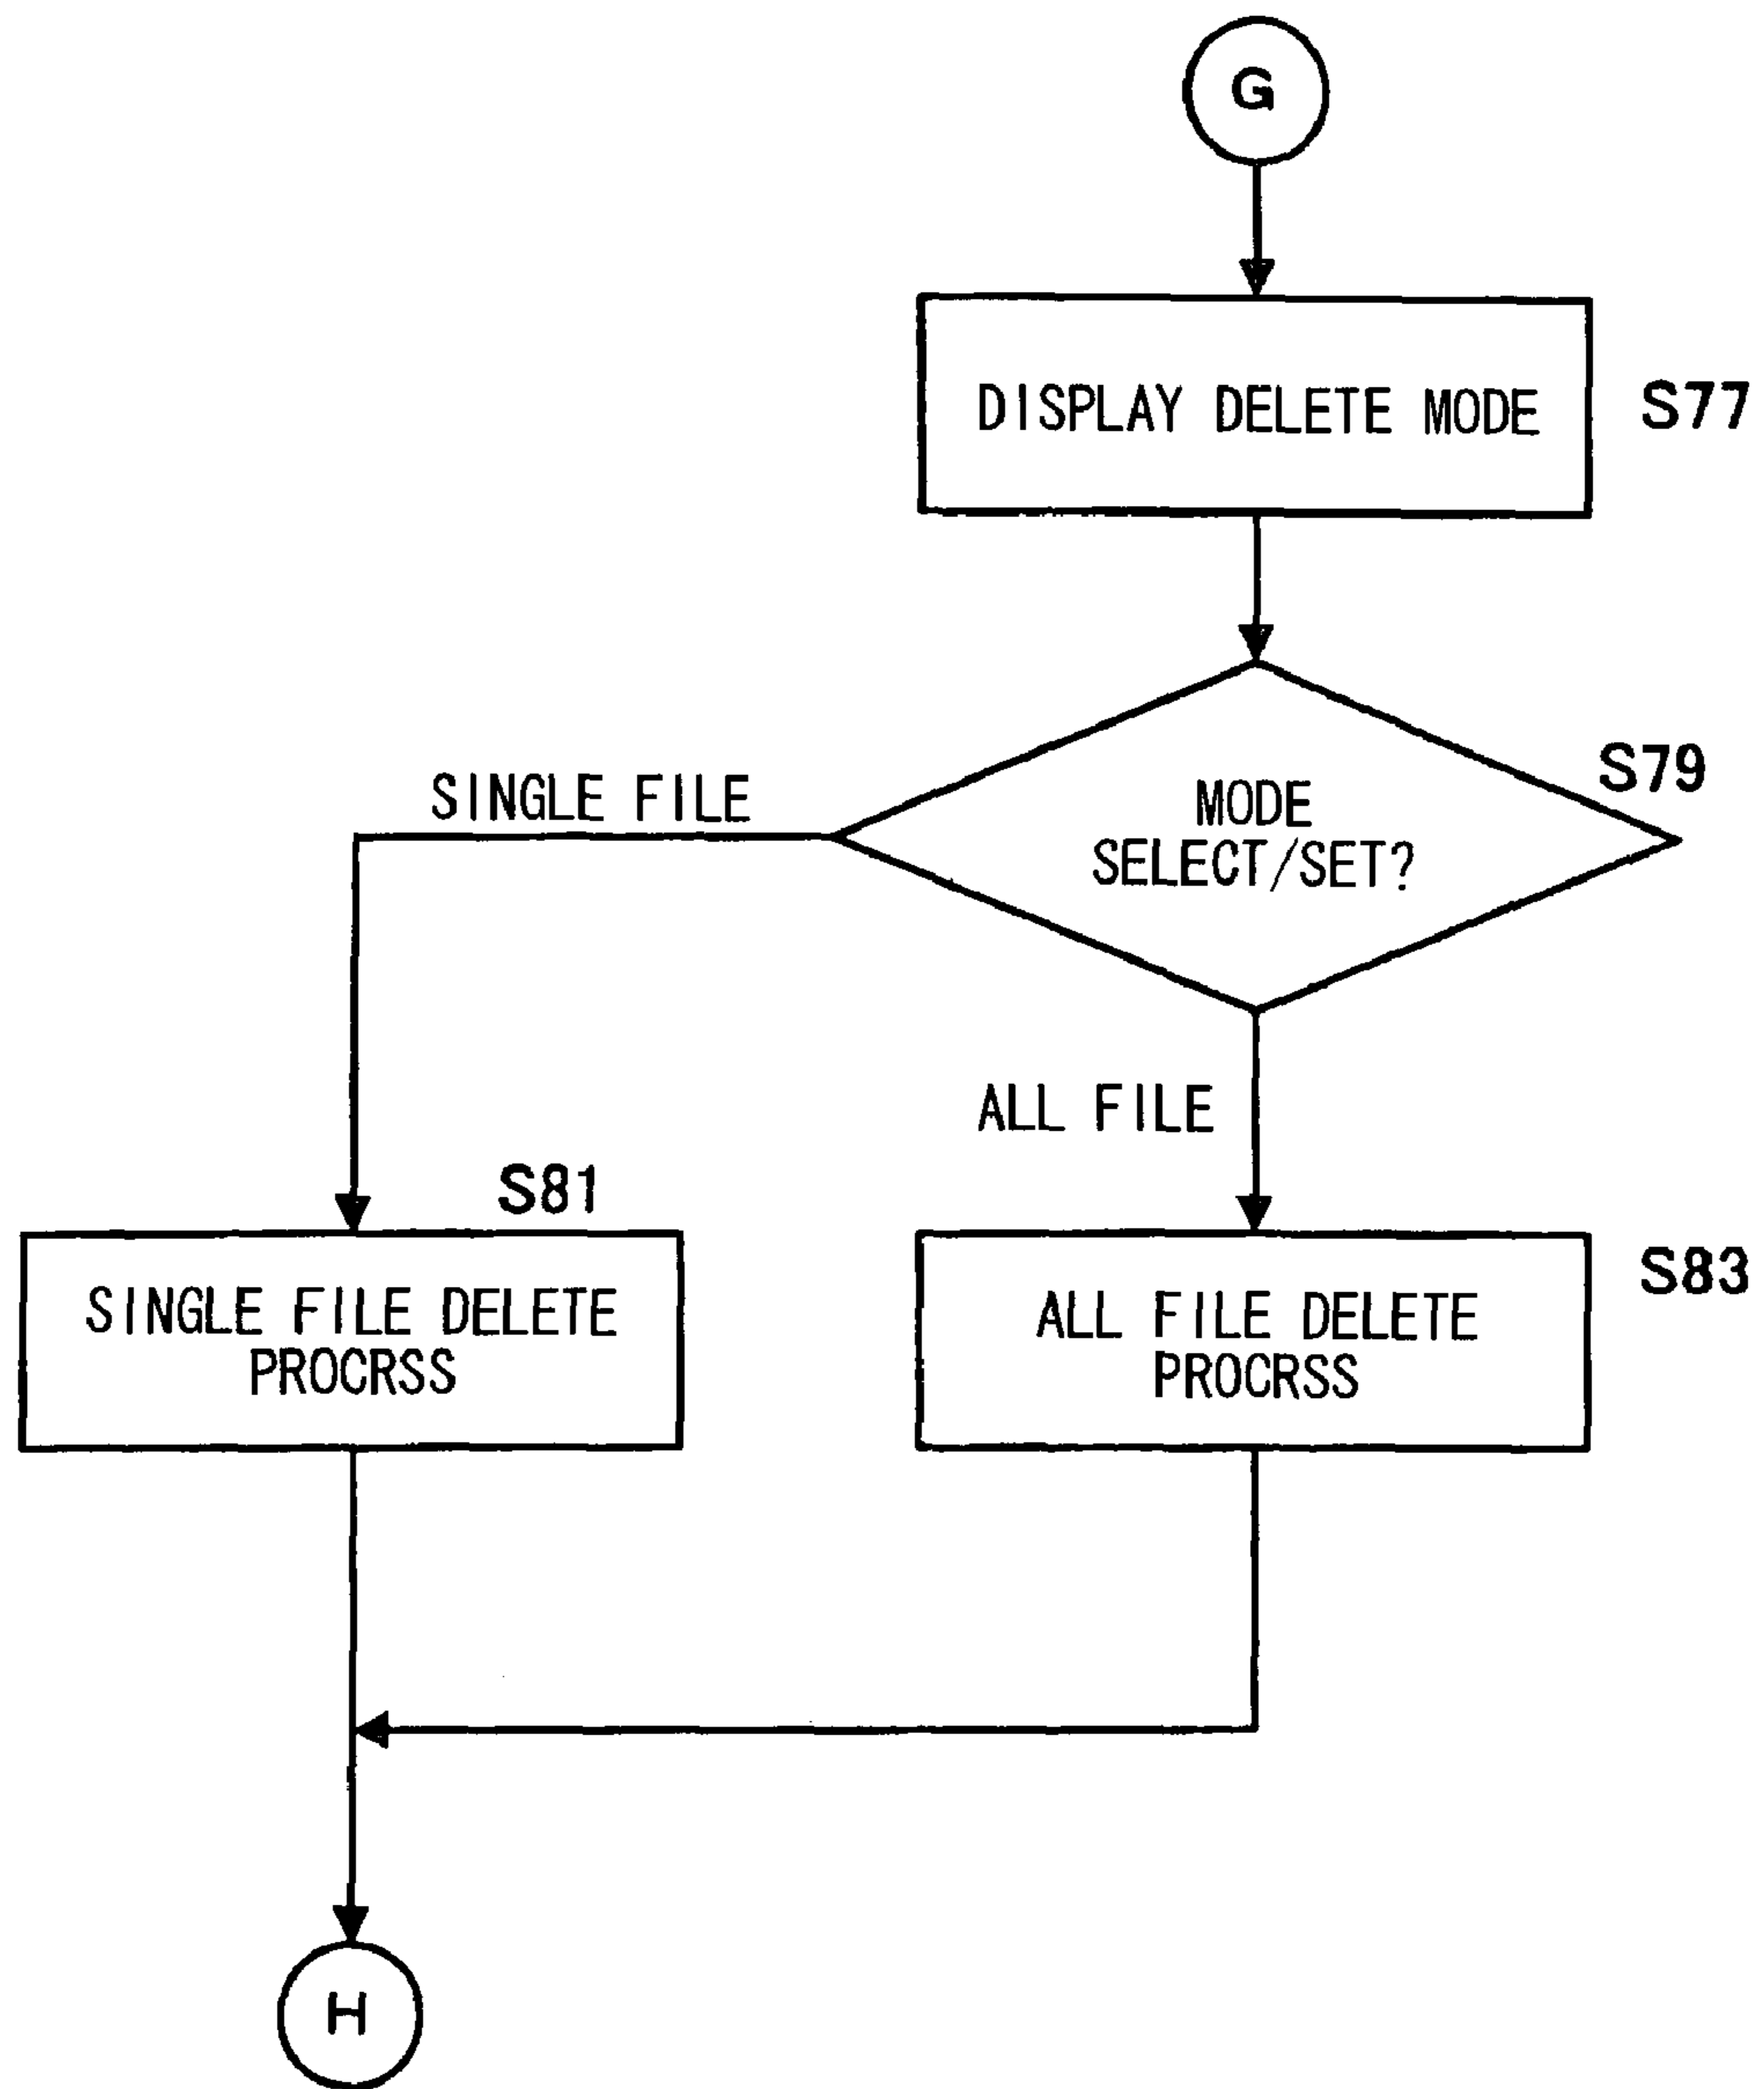 G
DISPLAY DELETE MODE
S77
S79
MODE
SELECT/SET?
SINGLE FILE
ALL FILE
S81
SINGLE FILE DELETE
PROCRSS
S83
ALL FILE DELETE
PROCRSS
H